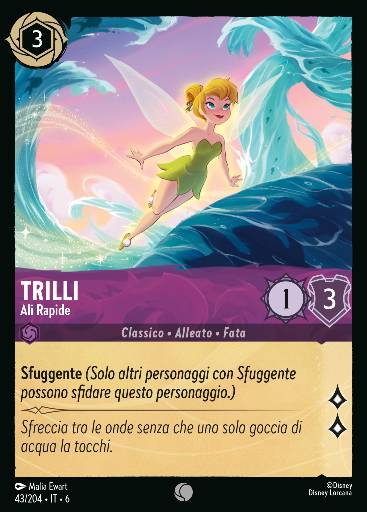 3
TRILLI
Ali Rapide
1
3
Classico • Alleato • Fata
Sfuggente (Solo altri personaggi con Sfuggente
possono sfidare questo personaggio.)
Sfreccia tra le onde senza che una solo goccia di
acqua la tocchi.
Malia Ewart
43/204 • IT • 6
©Disney
Disney Lorcana